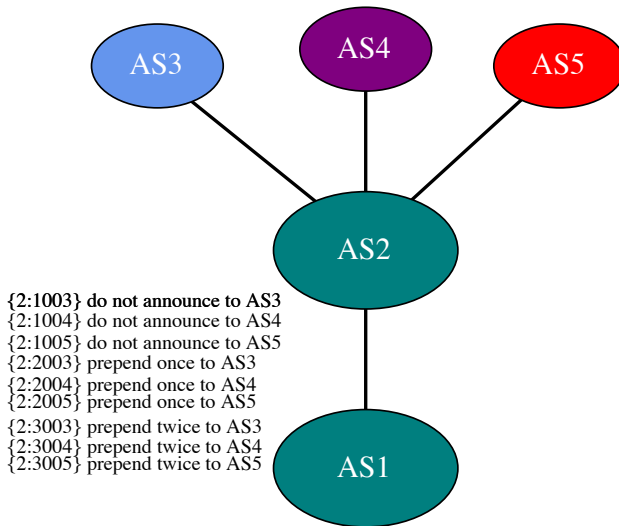 AS3
AS4
AS5
AS2
{2:1003} do not announce to AS3
{2:1004} do not announce to AS4
{2:1005} do not announce to AS5
{2:2003} prepend once to AS3
{2:2004} prepend once to AS4
{2:2005} prepend once to AS5
{2:3003} prepend twice to AS3
{2:3004} prepend twice to AS4
{2:3005} prepend twice to AS5
AS1